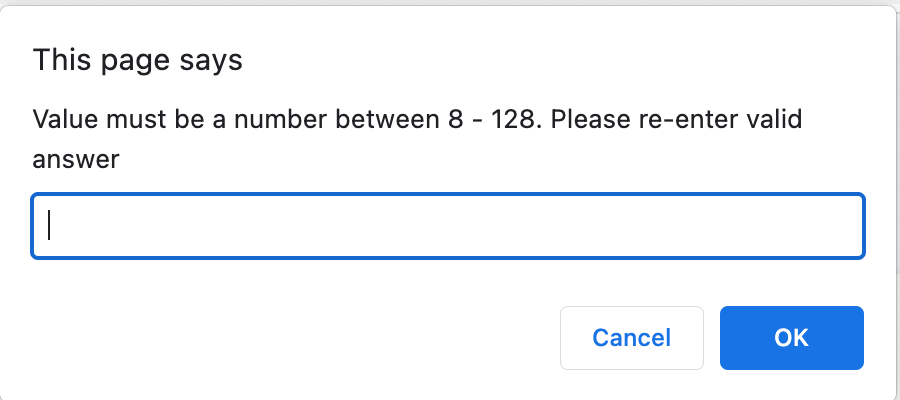 This page says
Value must be a number between 8 - 128. Please re-enter valid
answer
Cancel
OK